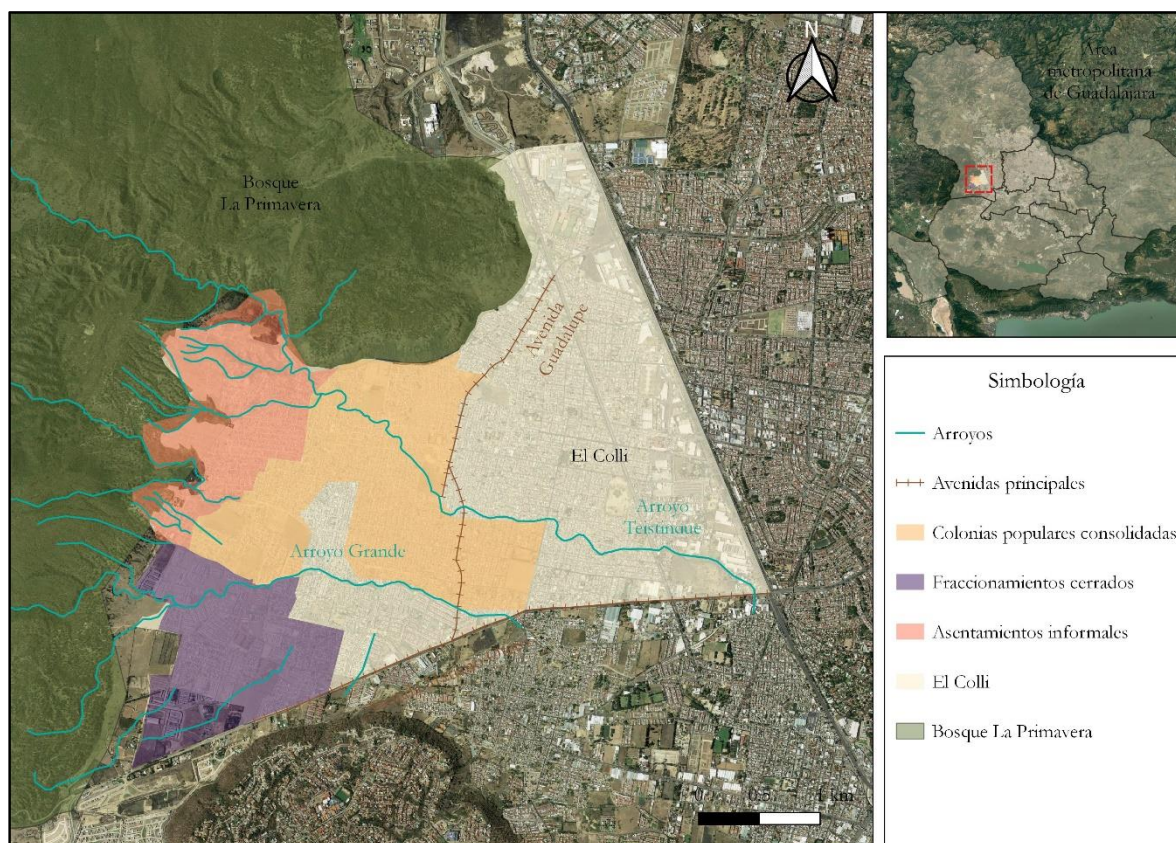 N
Bosque
La Primavera
Avenida
Guadalupe
El Colli
Arroyo
Teistinque
Arroyo Grande
0 0.5 1 km
Área
metropolitana
de Guadalajara
Simbología
Arroyos
Avenidas principales
Colonias populares consolidadas
Fraccionamientos cerrados
Asentamientos informales
El Colli
Bosque La Primavera